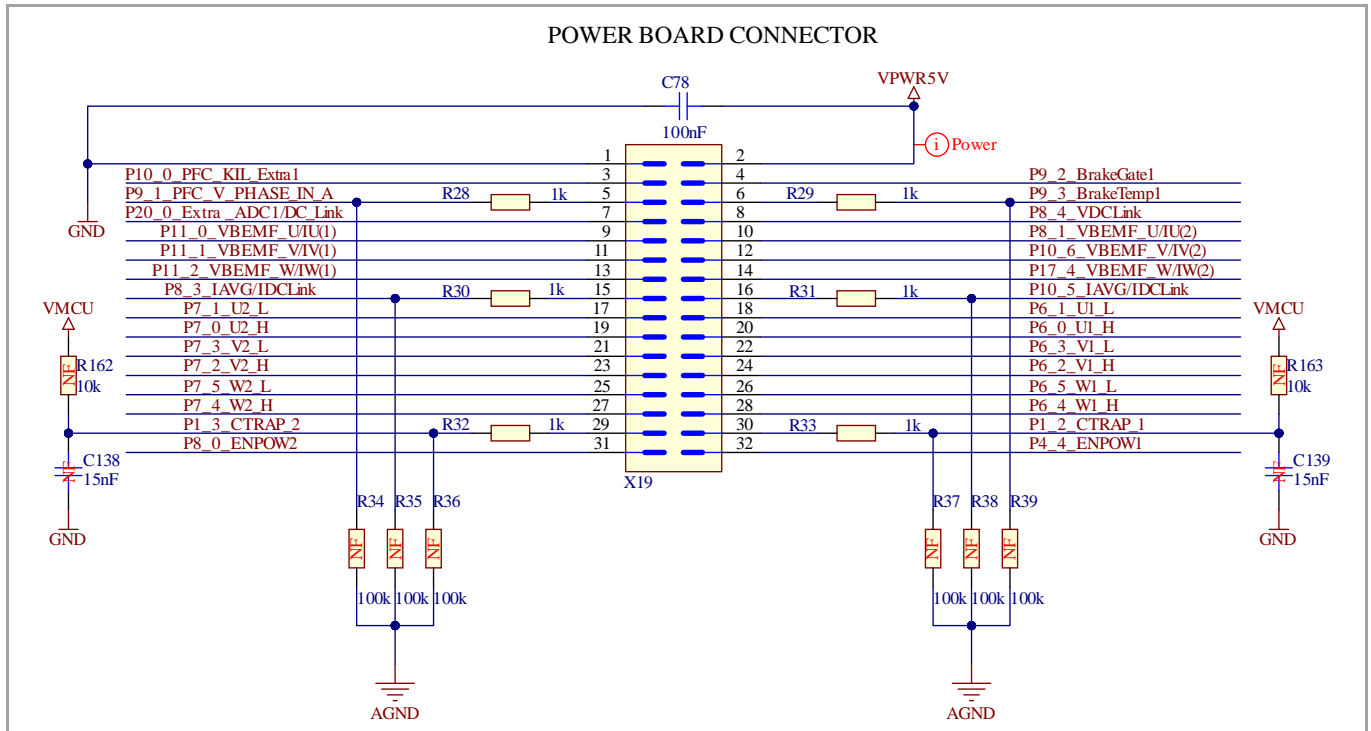 POWER BOARD CONNECTOR
C78
100nF
VPWR5V
i Power
1 2
P10_0_PFC_KIL_Extra1 3 4 P9_2_BrakeGate1
P9_1_PFC_V_PHASE_IN_A R28 1k 5 6 R29 1k P9_3_BrakeTemp1
P20_0_Extra _ADC1/DC_Link 7 8 P8_4_VDCLink
GND
P11_0_VBEMF_U/IU(1) 9 10 P8_1_VBEMF_U/IU(2)
P11_1_VBEMF_V/IV(1) 11 12 P10_6_VBEMF_V/IV(2)
P11_2_VBEMF_W/IW(1) 13 14 P17_4_VBEMF_W/IW(2)
P8_3_IAVG/IDCLink R30 1k 15 16 R31 1k P10_5_IAVG/IDCLink
VMCU P7_1_U2_L 17 18 P6_1_U1_L VMCU
P7_0_U2_H 19 20 P6_0_U1_H
P7_3_V2_L 21 22 P6_3_V1_L
R162 NF 10k P7_2_V2_H 23 24 P6_2_V1_H R163 NF 10k
P7_5_W2_L 25 26 P6_5_W1_L
P7_4_W2_H 27 28 P6_4_W1_H
P1_3_CTRAP_2 R32 1k 29 30 R33 1k P1_2_CTRAP_1
P8_0_ENPOW2 31 32 P4_4_ENPOW1
C138 NF 15nF C139 NF 15nF
X19
R34 R35 R36 R37 R38 R39
GND GND
NF NF NF NF NF NF
100k 100k 100k 100k 100k 100k
AGND AGND